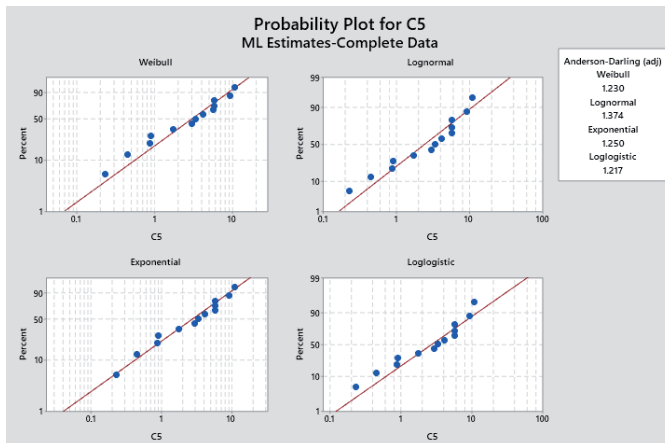 Probability Plot for C5
ML Estimates-Complete Data
Weibull
Percent
90
50
10
1
0.1 1 10
C5
Lognormal
Percent
99
90
50
10
1
0.1 1 10 100
C5
Anderson-Darling (adj)
Weibull
1.230
Lognormal
1.374
Exponential
1.250
Loglogistic
1.217
Exponential
Percent
90
50
10
1
0.1 1 10
C5
Loglogistic
Percent
99
90
50
10
1
0.1 1 10 100
C5